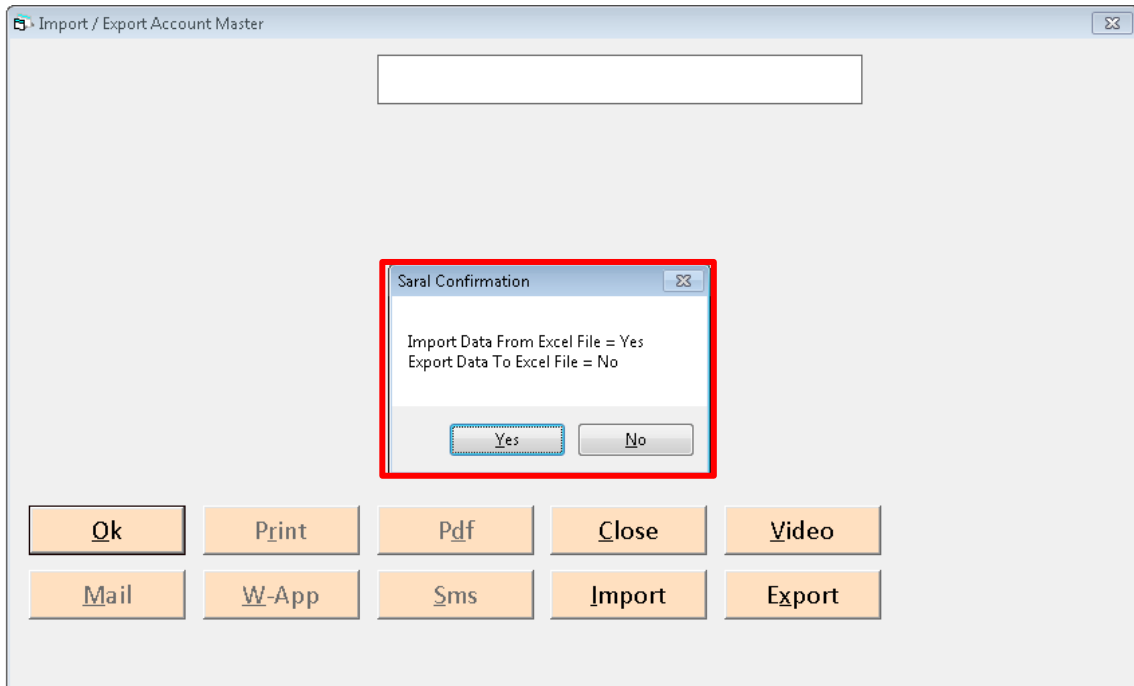 Import / Export Account Master
Saral Confirmation
Import Data From Excel File = Yes
Export Data To Excel File = No
Yes No
Ok Print Pdf Close Video
Mail W-App Sms Import Export